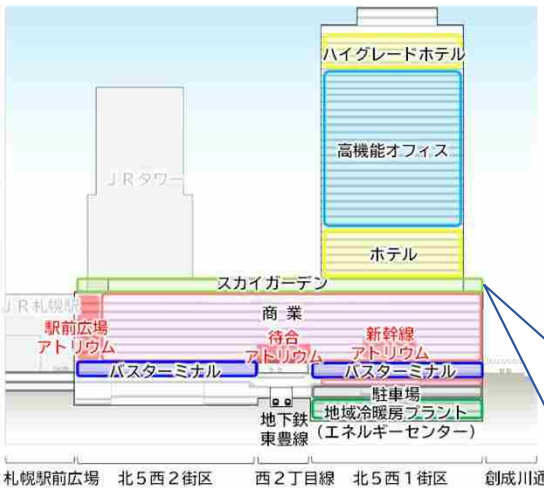 ハイグレードホテル
高機能オフィス
JRタワー
ホテル
スカイガーデン
JR札幌駅
商業
駅前広場
アトリウム
待合
アトリウム
新幹線
アトリウム
バスターミナル
バスターミナル
駐車場
地下鉄
東豊線
地域冷暖房プラント
(エネルギーセンター)
札幌駅前広場
北5西2街区
西2丁目線
北5西1街区
創成川通